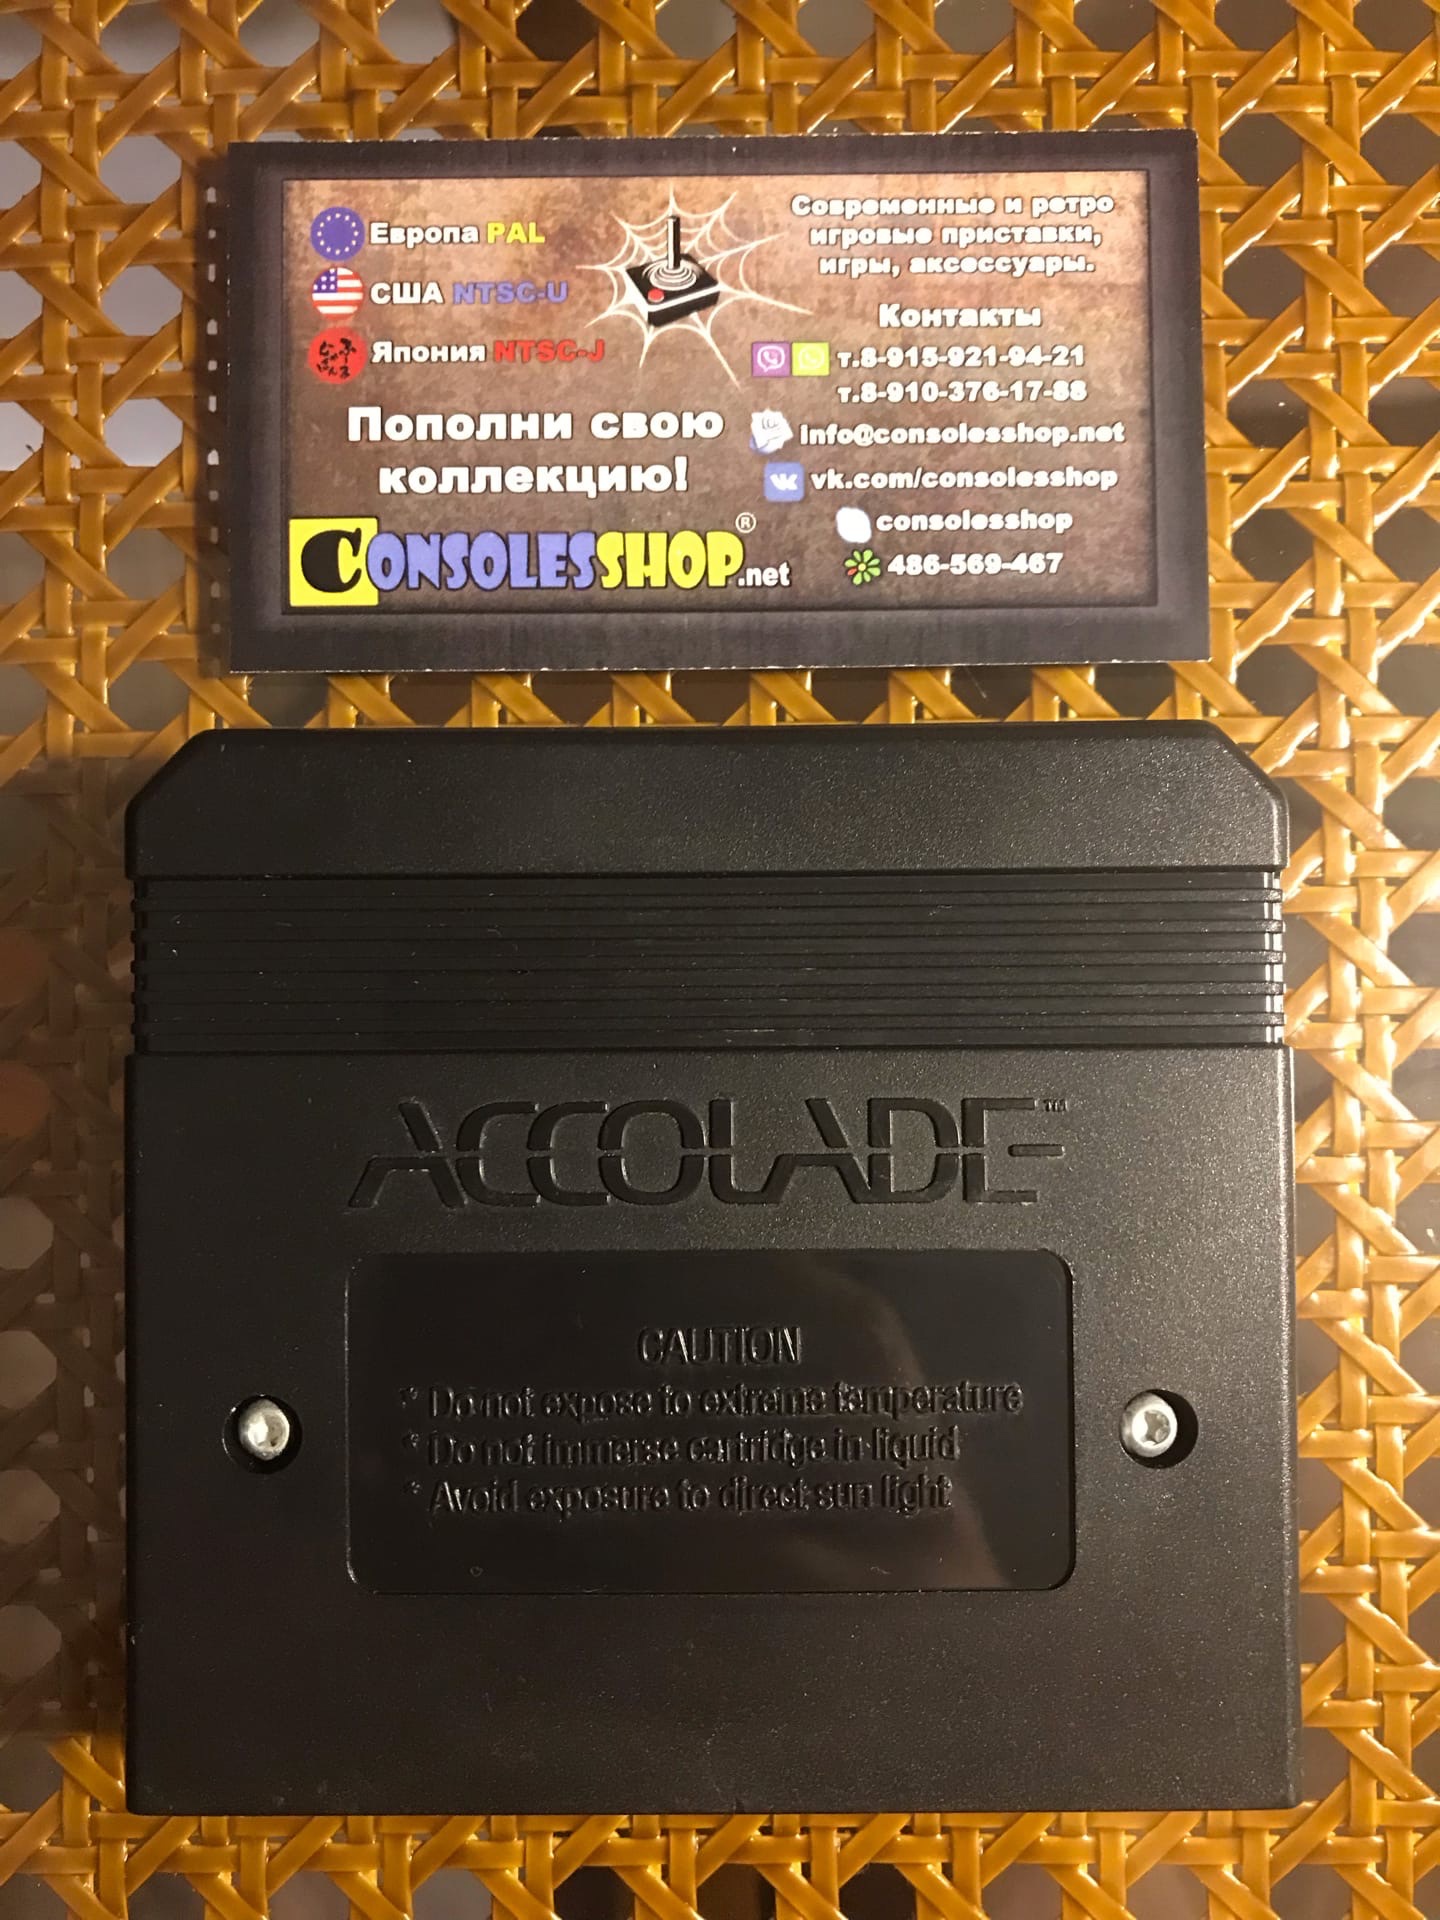 Европа PAL
США NTSC-U
Япония NTSC-J
Пополни свою
коллекцию!
CONSOLESSHOP®.net
Современные и ретро
игровые приставки,
игры, аксессуары.
Контакты
т.8-915-921-94-21
т.8-910-376-17-88
info@consolesshop.net
vk.com/consolesshop
consolesshop
486-569-467
ACCOLADE™
CAUTION
* Do not expose to extreme temperature
* Do not immerse cartridge in liquid
* Avoid exposure to direct sun light